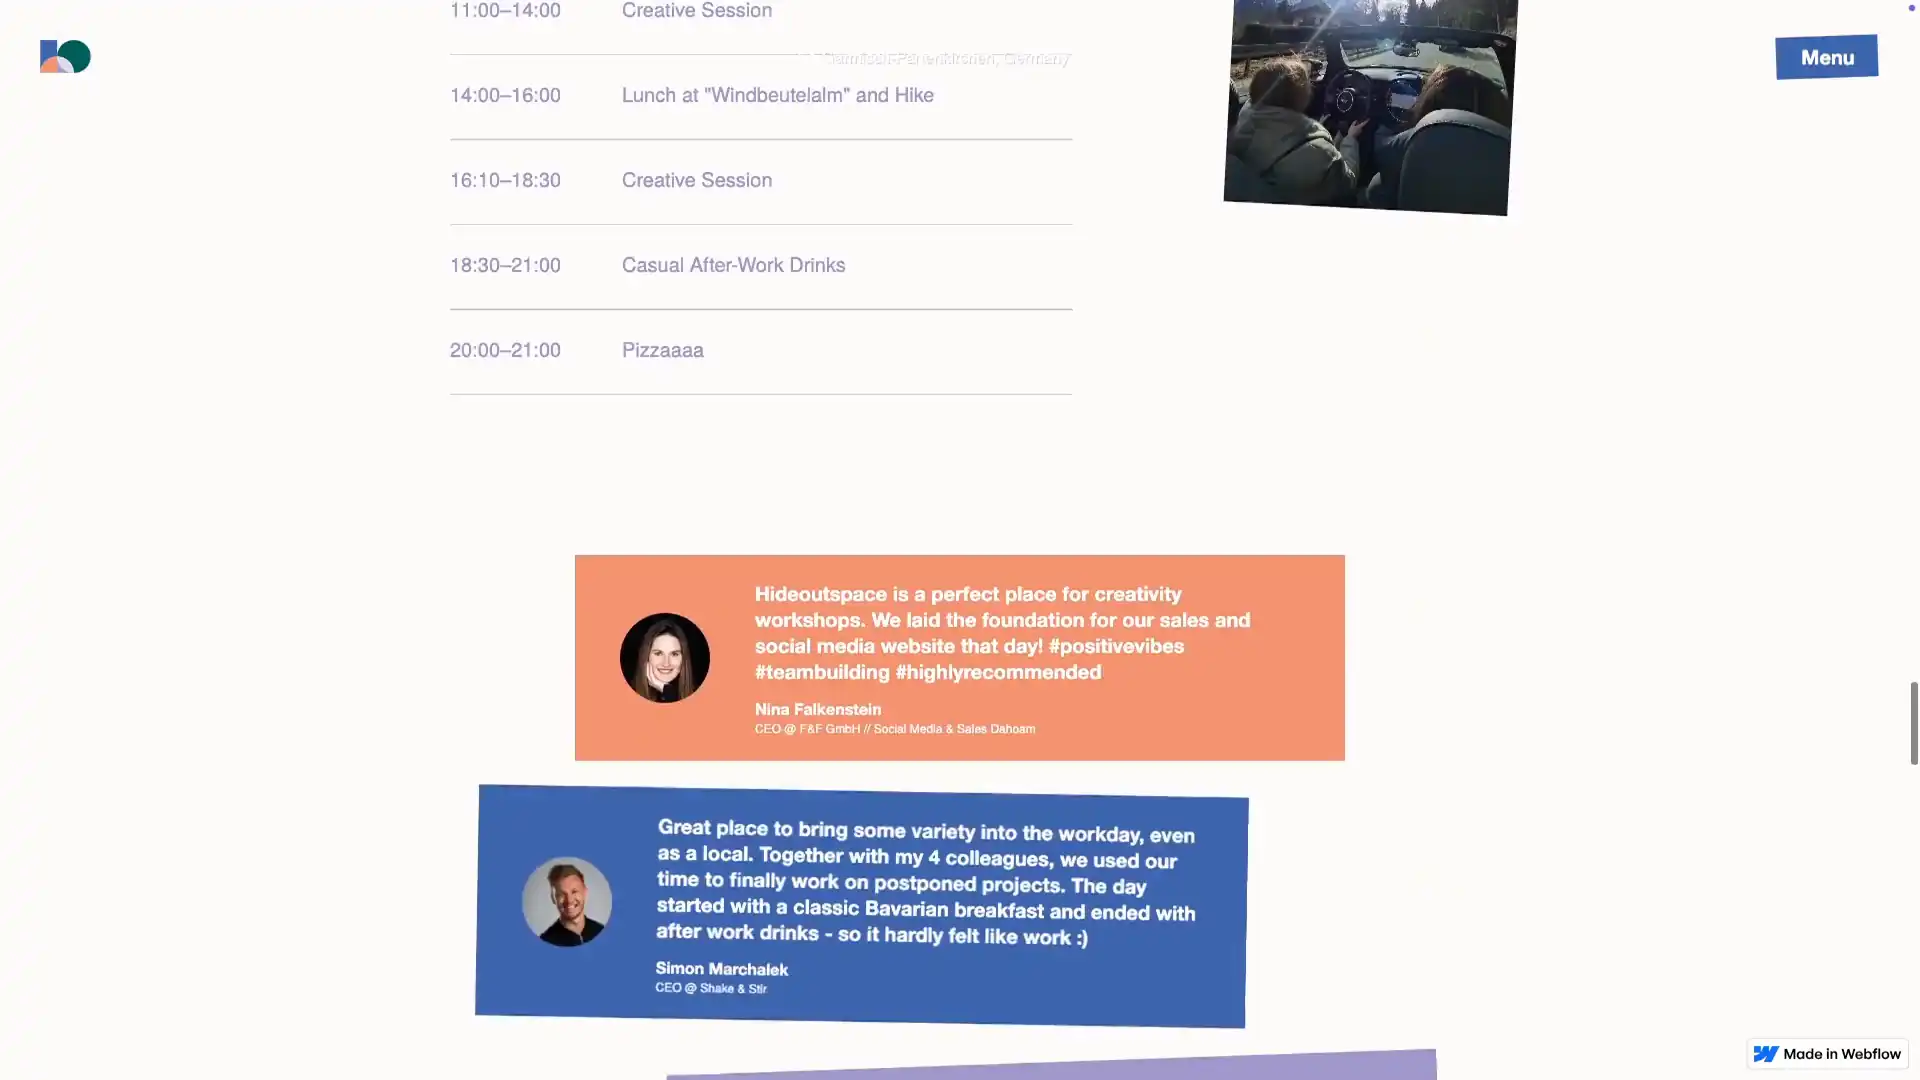 11:00–14:00 Creative Session
Garmisch-Partenkirchen, Germany
Menu
14:00–16:00 Lunch at "Windbeutelalm" and Hike
16:10–18:30 Creative Session
18:30–21:00 Casual After-Work Drinks
20:00–21:00 Pizzaaaa
Hideoutspace is a perfect place for creativity
workshops. We laid the foundation for our sales and
social media website that day! #positivevibes
#teambuilding #highlyrecommended
Nina Falkenstein
CEO @ F&F GmbH // Social Media & Sales Dahoam
Great place to bring some variety into the workday, even
as a local. Together with my 4 colleagues, we used our
time to finally work on postponed projects. The day
started with a classic Bavarian breakfast and ended with
after work drinks - so it hardly felt like work :)
Simon Marchalek
CEO @ Shake & Stir
Made in Webflow